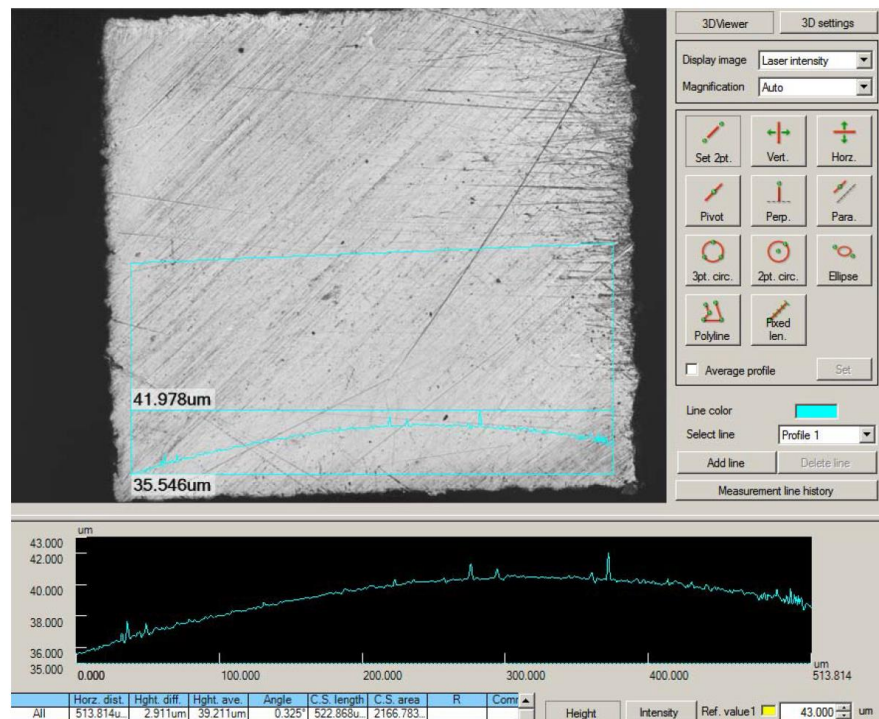 3DViewer 3D settings
Display image Laser intensity
Magnification Auto
Set 2pt. Vert. Horz.
Pivot Perp. Para.
3pt. circ. 2pt. circ. Ellipse
Polyline Fixed len.
Average profile Set
41.978um
35.546um
Line color
Select line Profile 1
Add line Delete line
Measurement line history
um
43.000
42.000
40.000
38.000
36.000
35.000
0.000 100.000 200.000 300.000 400.000 um 513.814
Horz. dist. Hght. diff. Hght. ave. Angle C.S. length C.S. area R
All 513.814u... 2.911um 39.211um 0.325° 522.868u... 2166.783...
Height Intensity Ref. value1 43.000 um